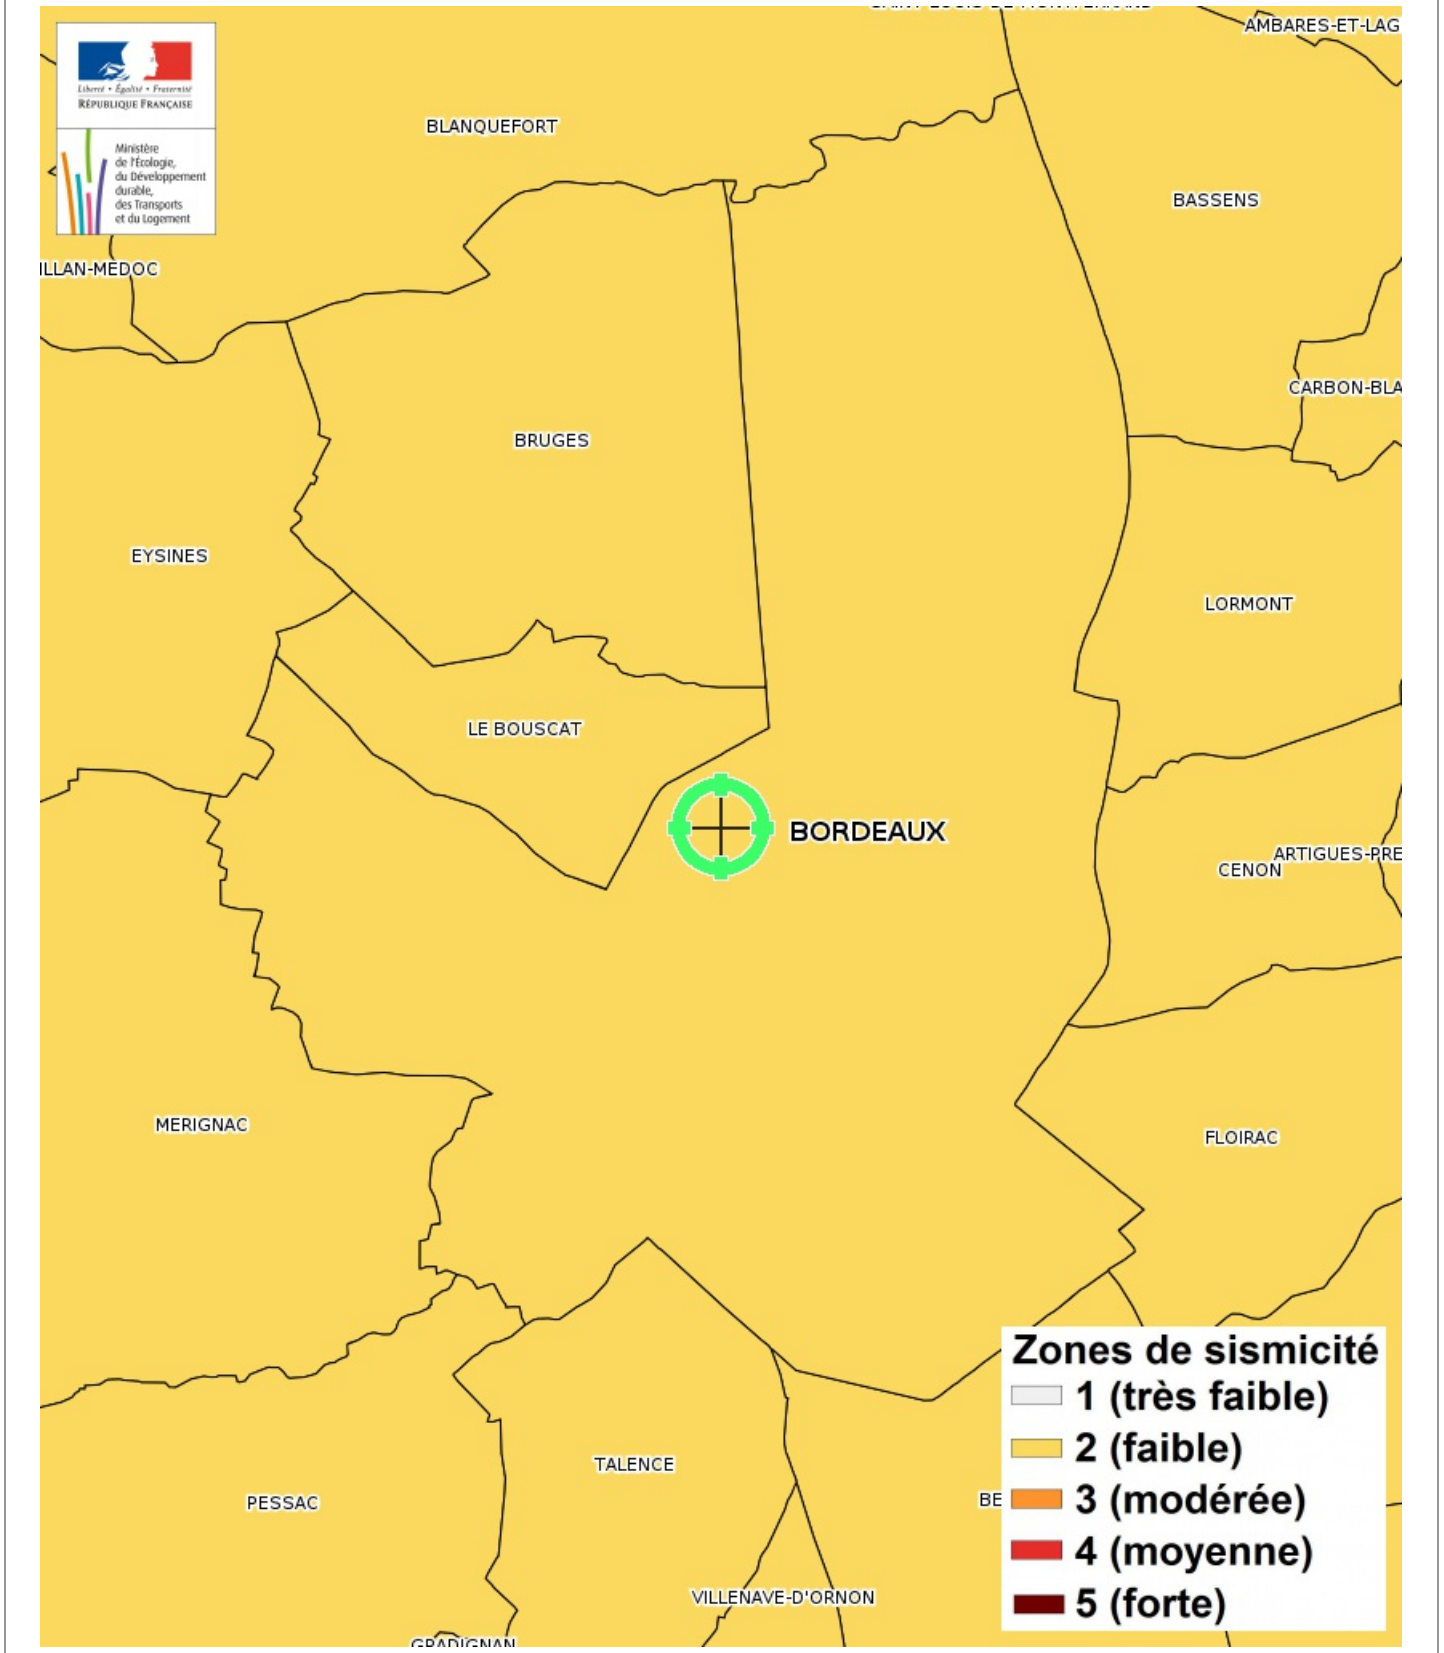 AMBARES-ET-LAG
Liberté • Égalité • Fraternité
RÉPUBLIQUE FRANÇAISE
BLANQUEFORT
Ministère
de l'Écologie,
du Développement
durable,
des Transports
et du Logement
BASSENS
ILLAN-MEDOC
CARBON-BLA
BRUGES
EYSINES
LORMONT
LE BOUSCAT
BORDEAUX
ARTIGUES-PRE
CENON
MERIGNAC
FLOIRAC
Zones de sismicité
1 (très faible)
2 (faible)
3 (modérée)
4 (moyenne)
5 (forte)
TALENCE
PESSAC
BE
VILLENAVE-D'ORNON
GRADIGNAN